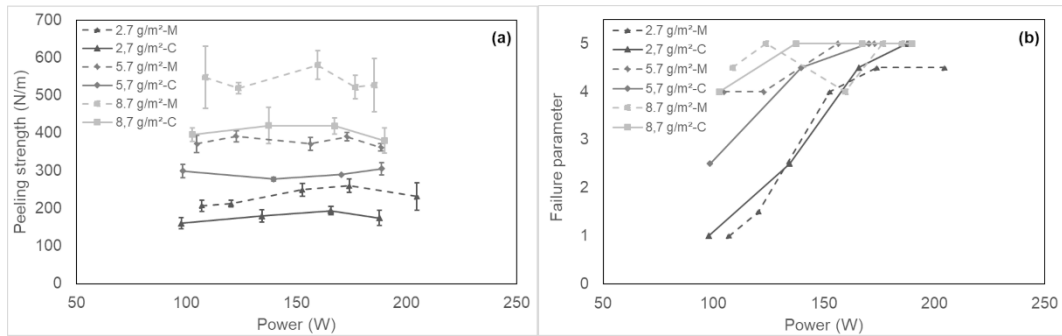 700
600
500
400
300
200
100
0
Peeling strength (N/m)
2.7 g/m²-M
2,7 g/m²-C
5.7 g/m²-M
5,7 g/m²-C
8.7 g/m²-M
8,7 g/m²-C
(a)
50 100 150 200 250
Power (W)
5
4
3
2
1
0
Failure parameter
2.7 g/m²-M
2,7 g/m²-C
5.7 g/m²-M
5,7 g/m²-C
8.7 g/m²-M
8,7 g/m²-C
(b)
50 100 150 200 250
Power (W)